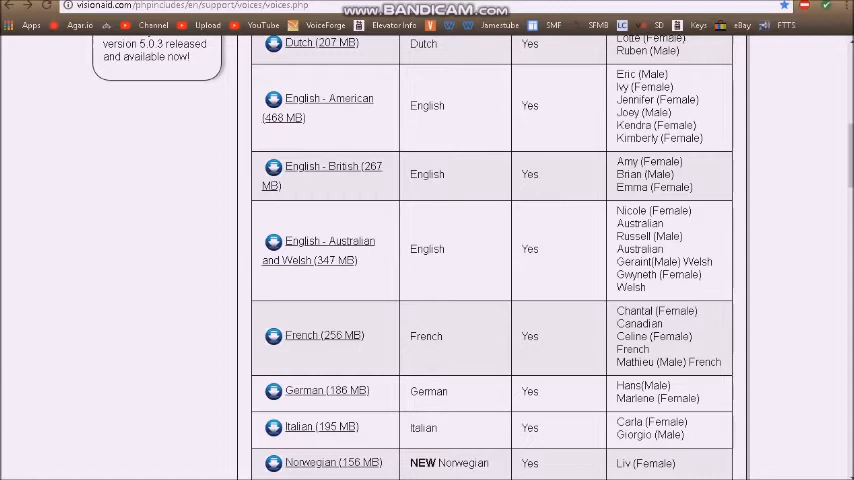 www.BANDICAM.com
visionaid.com/phpincludes/en/support/voices/voices.php
Apps Agar.io Channel Upload YouTube VoiceForge Elevator Info Jamestube SMF SFMB SD Keys eBay FTTS
version 5.0.3 released
and available now!
Dutch (207 MB) Dutch Yes Lotte (Female)
Ruben (Male)
English - American
(468 MB)
English Yes
Eric (Male)
Ivy (Female)
Jennifer (Female)
Joey (Male)
Kendra (Female)
Kimberly (Female)
English - British (267
MB)
English Yes
Amy (Female)
Brian (Male)
Emma (Female)
English - Australian
and Welsh (347 MB)
English Yes
Nicole (Female)
Australian
Russell (Male)
Australian
Geraint(Male) Welsh
Gwyneth (Female)
Welsh
French (256 MB) French Yes
Chantal (Female)
Canadian
Celine (Female)
French
Mathieu (Male) French
German (186 MB) German Yes
Hans(Male)
Marlene (Female)
Italian (195 MB) Italian Yes
Carla (Female)
Giorgio (Male)
Norwegian (156 MB) NEW Norwegian Yes Liv (Female)